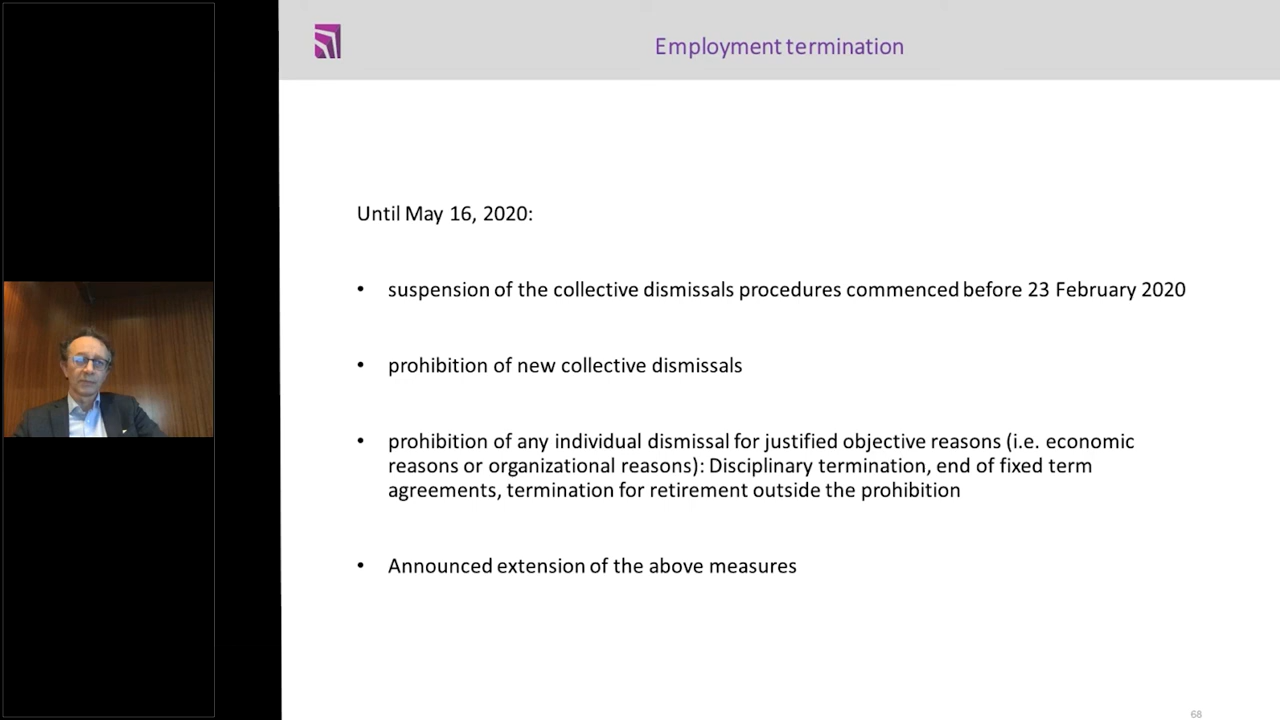 Employment termination
Until May 16, 2020:
• suspension of the collective dismissals procedures commenced before 23 February 2020
• prohibition of new collective dismissals
• prohibition of any individual dismissal for justified objective reasons (i.e. economic
reasons or organizational reasons): Disciplinary termination, end of fixed term
agreements, termination for retirement outside the prohibition
• Announced extension of the above measures
68